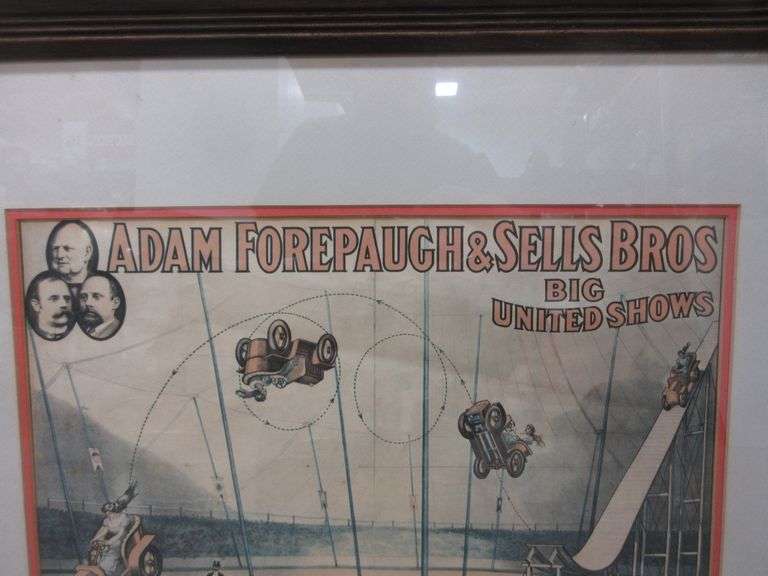 ADAM FOREPAUGH & SELLS BROS
BIG
UNITED SHOWS